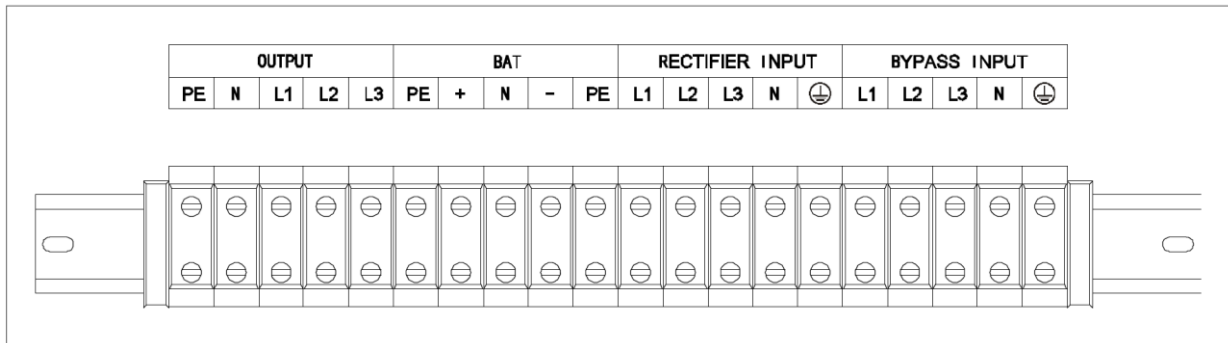 OUTPUT BAT RECTIFIER INPUT BYPASS INPUT
PE N L1 L2 L3 PE + N - PE L1 L2 L3 N ⏚ L1 L2 L3 N ⏚